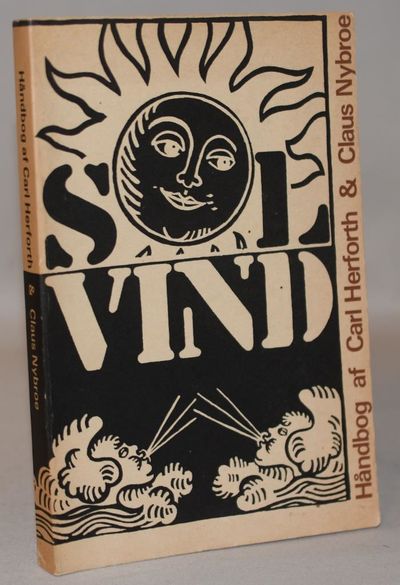 SOL
VIND
Håndbog af Carl Herforth & Claus Nybroe
Håndbog af Carl Herforth & Claus Nybroe